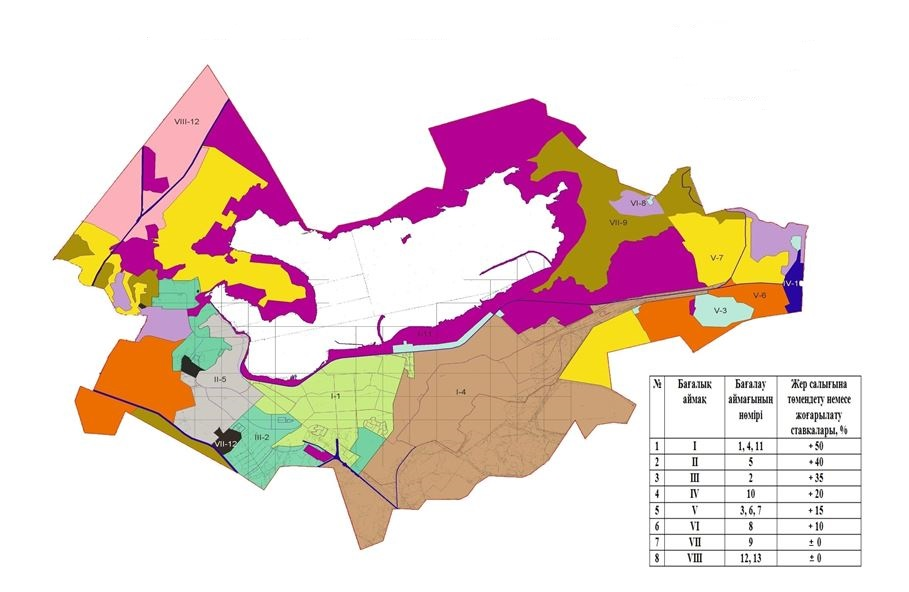 VIII-12
VI-8
VII-9
V-7
IV-1
V-6
V-3
II-5
I-1
I-4
III-2
VII-12
№ Бағалық аймақ Бағалау аймағының нөмірі Жер салығына төмендету немесе жоғарылату ставкалары, %
1 I 1, 4, 11 + 50
2 II 5 + 40
3 III 2 + 35
4 IV 10 + 20
5 V 3, 6, 7 + 15
6 VI 8 + 10
7 VII 9 ± 0
8 VIII 12, 13 ± 0